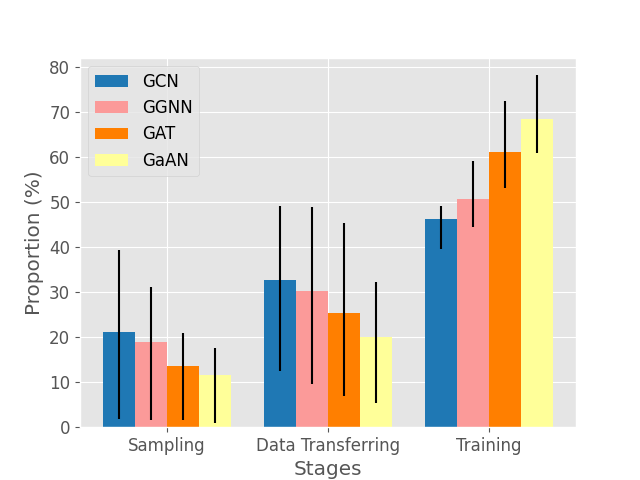 80
70
60
50
40
30
20
10
0
Proportion (%)
GCN
GGNN
GAT
GaAN
Sampling
Data Transferring
Training
Stages